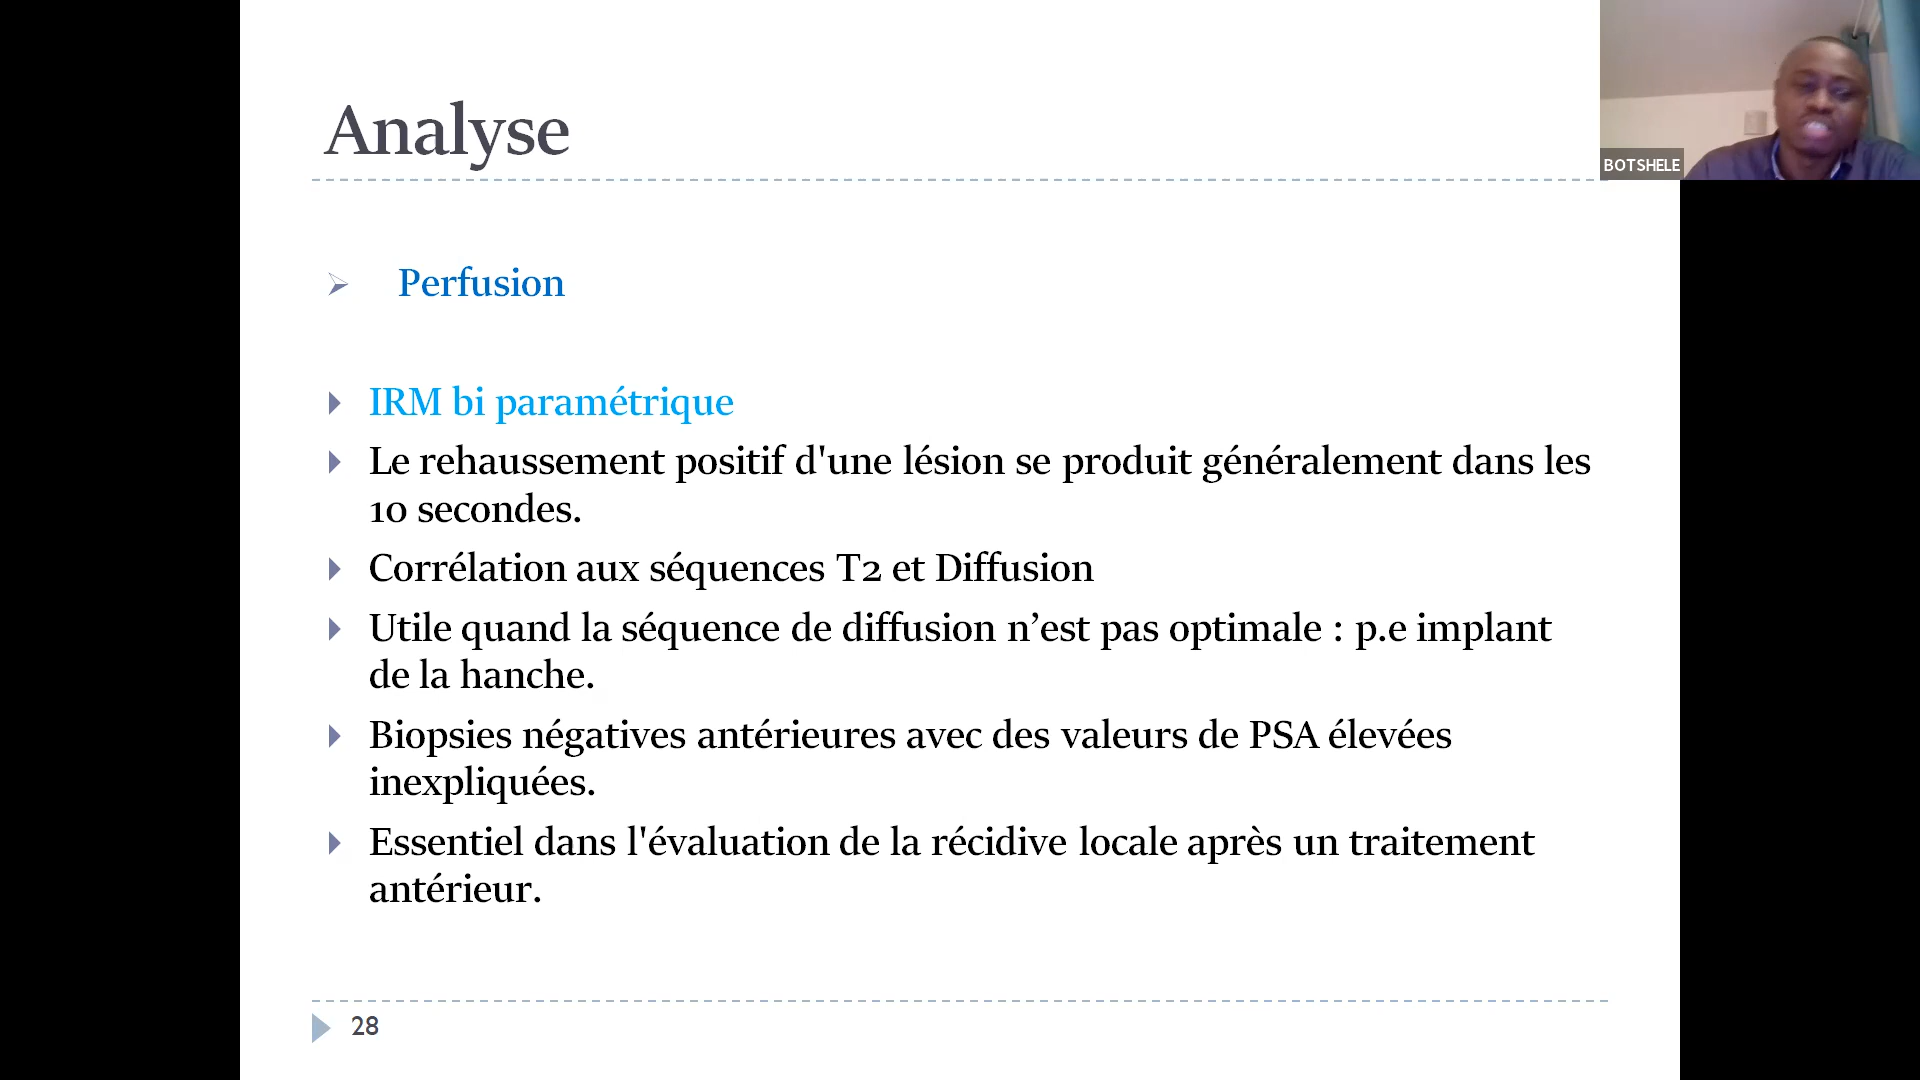 Analyse
BOTSHELE
Perfusion
IRM bi paramétrique
Le rehaussement positif d'une lésion se produit généralement dans les
10 secondes.
Corrélation aux séquences T2 et Diffusion
Utile quand la séquence de diffusion n’est pas optimale : p.e implant
de la hanche.
Biopsies négatives antérieures avec des valeurs de PSA élevées
inexpliquées.
Essentiel dans l'évaluation de la récidive locale après un traitement
antérieur.
28